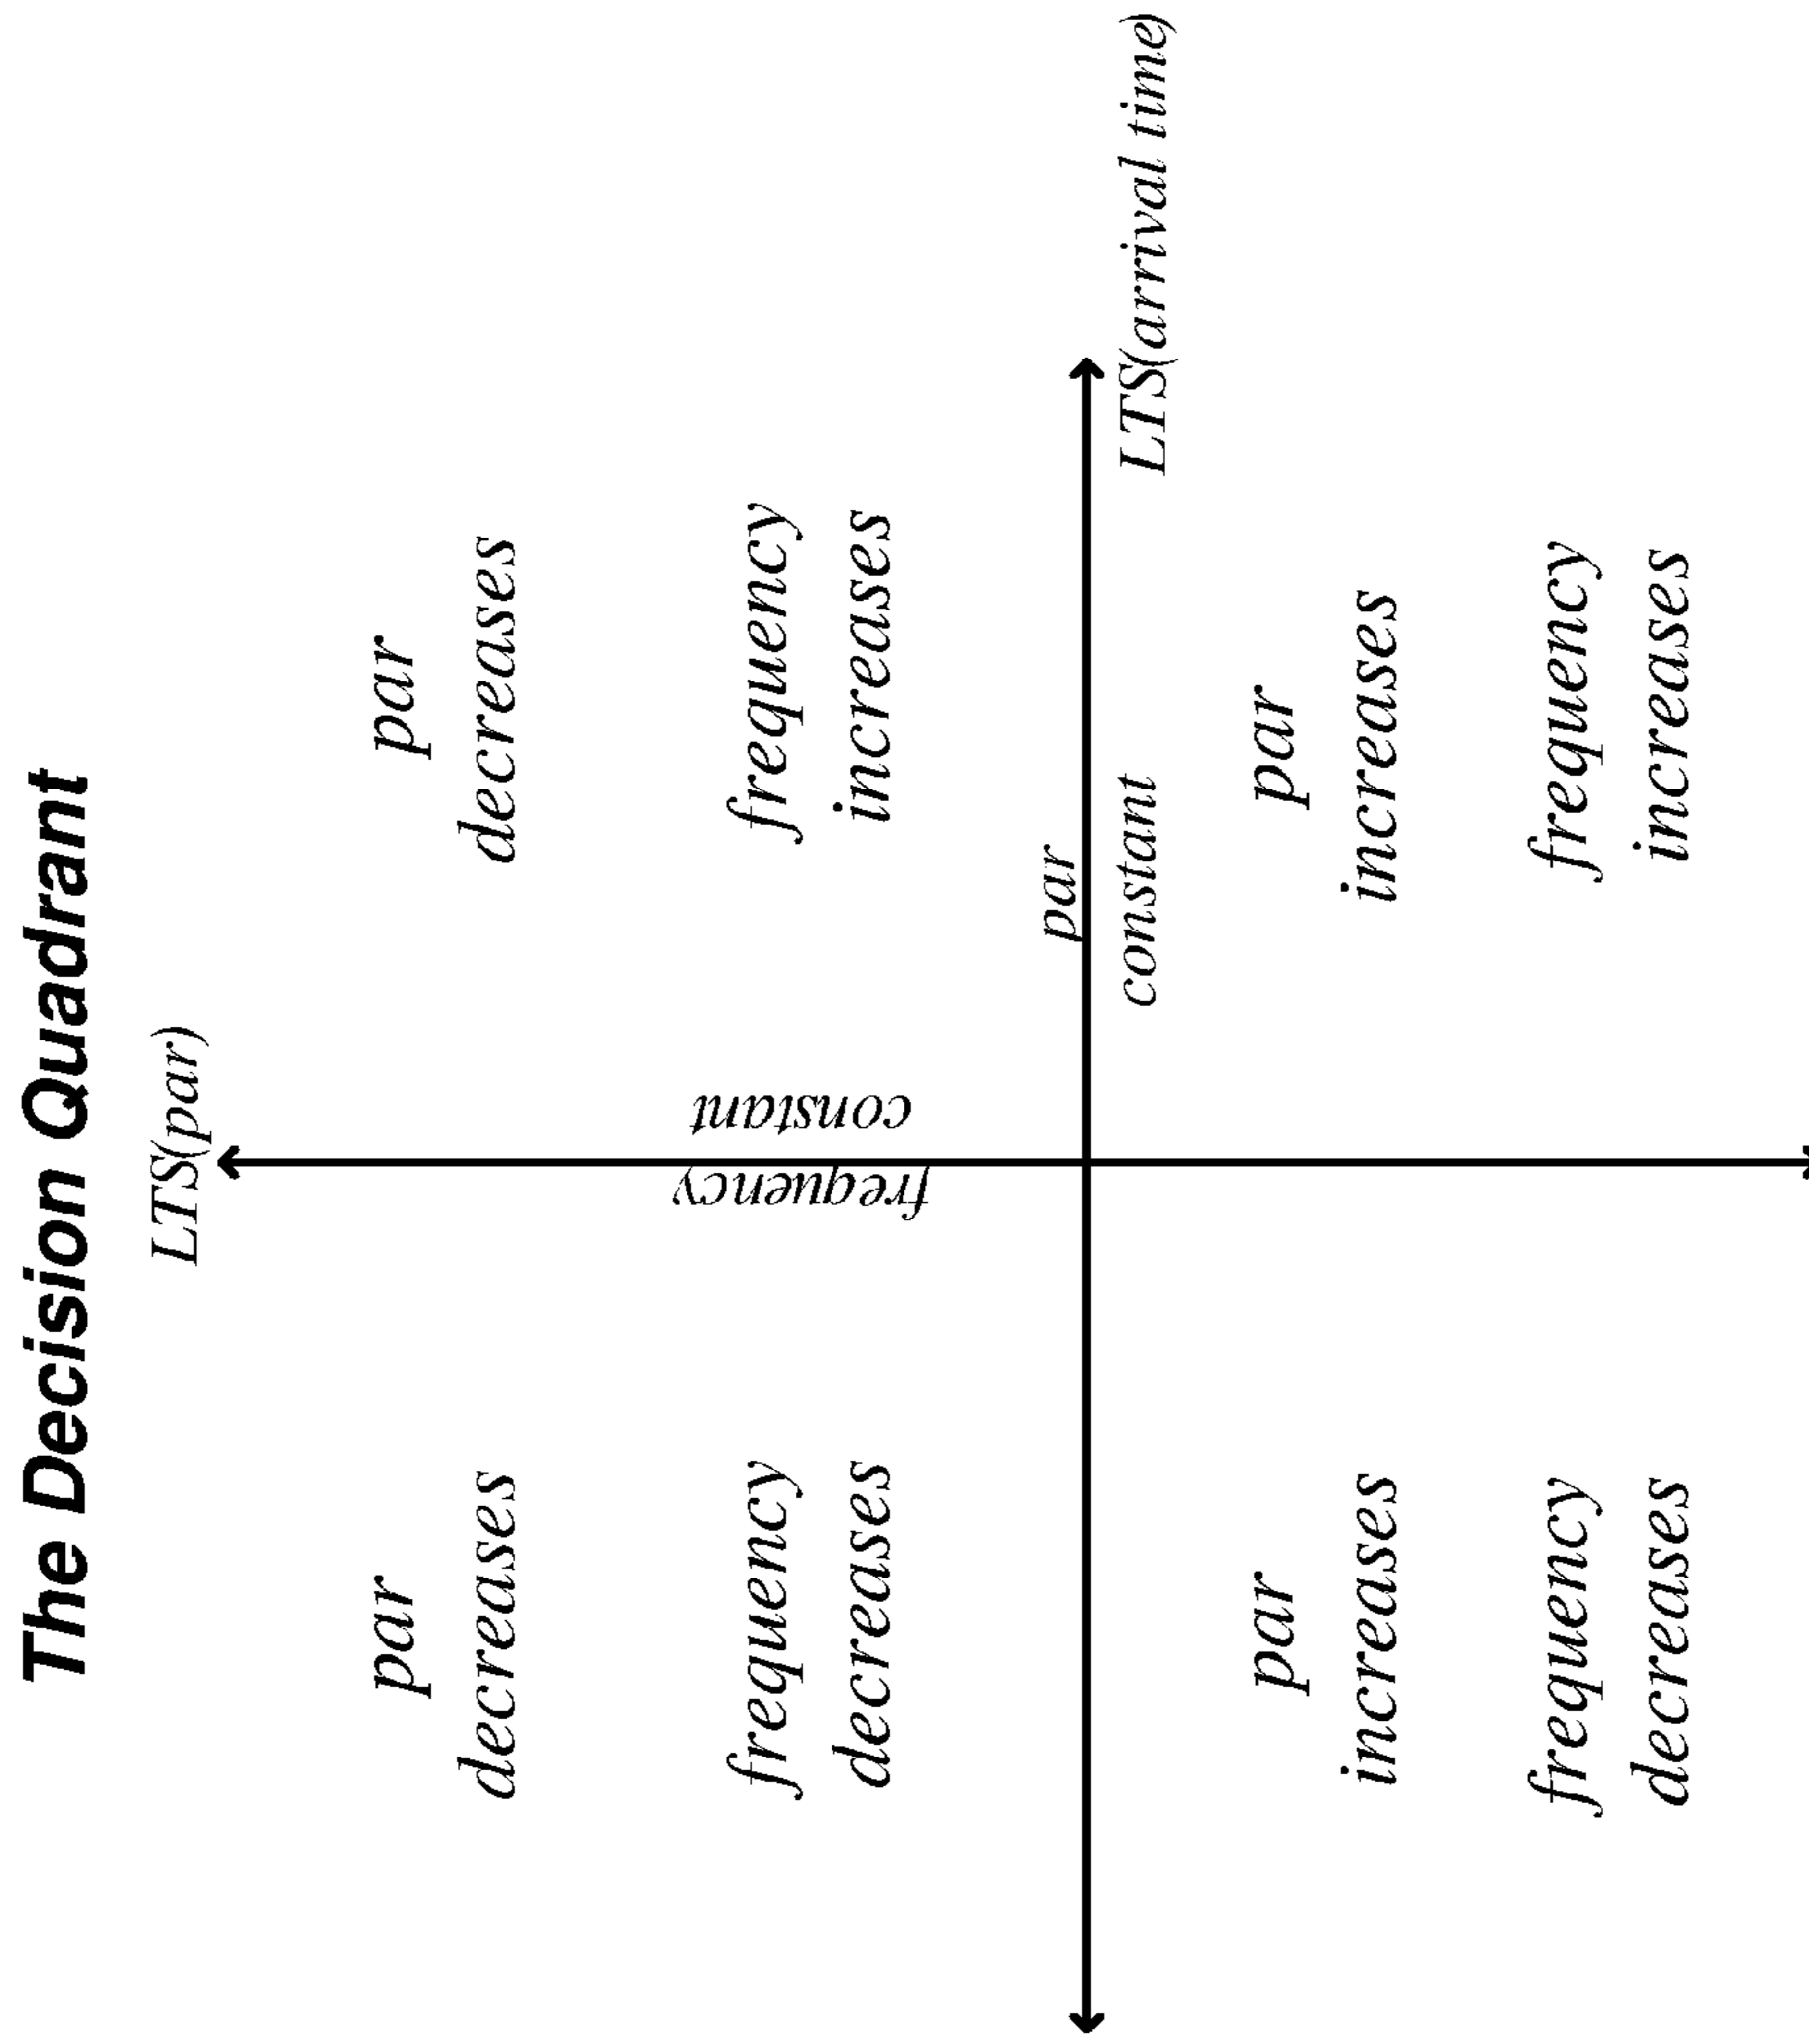 The Decision Quadrant
LTS(par)
par
decreases
frequency
decreases
par
decreases
frequency
increases
frequency
constant
par
constant
LTS(arrival time)
par
increases
frequency
decreases
par
increases
frequency
increases